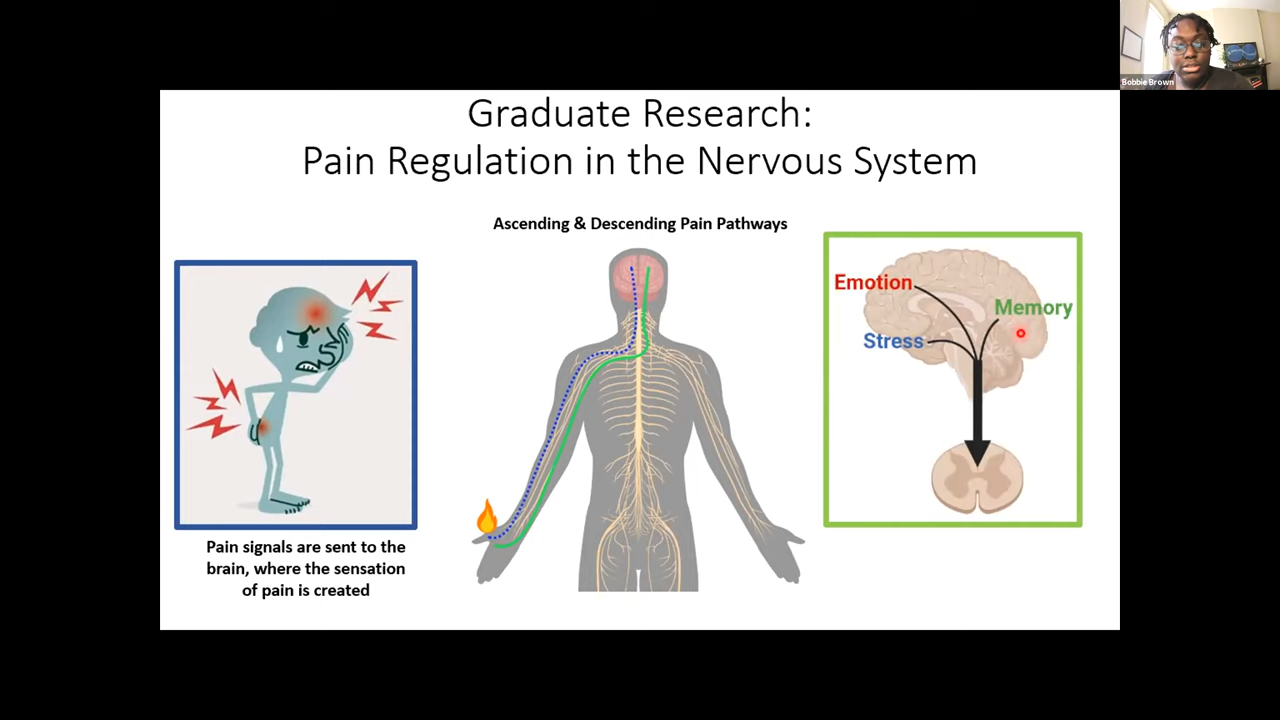 Bobbie Brown
Graduate Research:
Pain Regulation in the Nervous System
Ascending & Descending Pain Pathways
Emotion
Memory
Stress
Pain signals are sent to the
brain, where the sensation
of pain is created